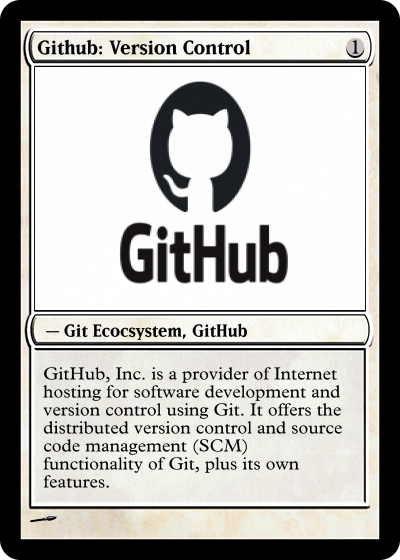 Github: Version Control
1
GitHub
— Git Ecocsystem, GitHub
GitHub, Inc. is a provider of Internet
hosting for software development and
version control using Git. It offers the
distributed version control and source
code management (SCM)
functionality of Git, plus its own
features.